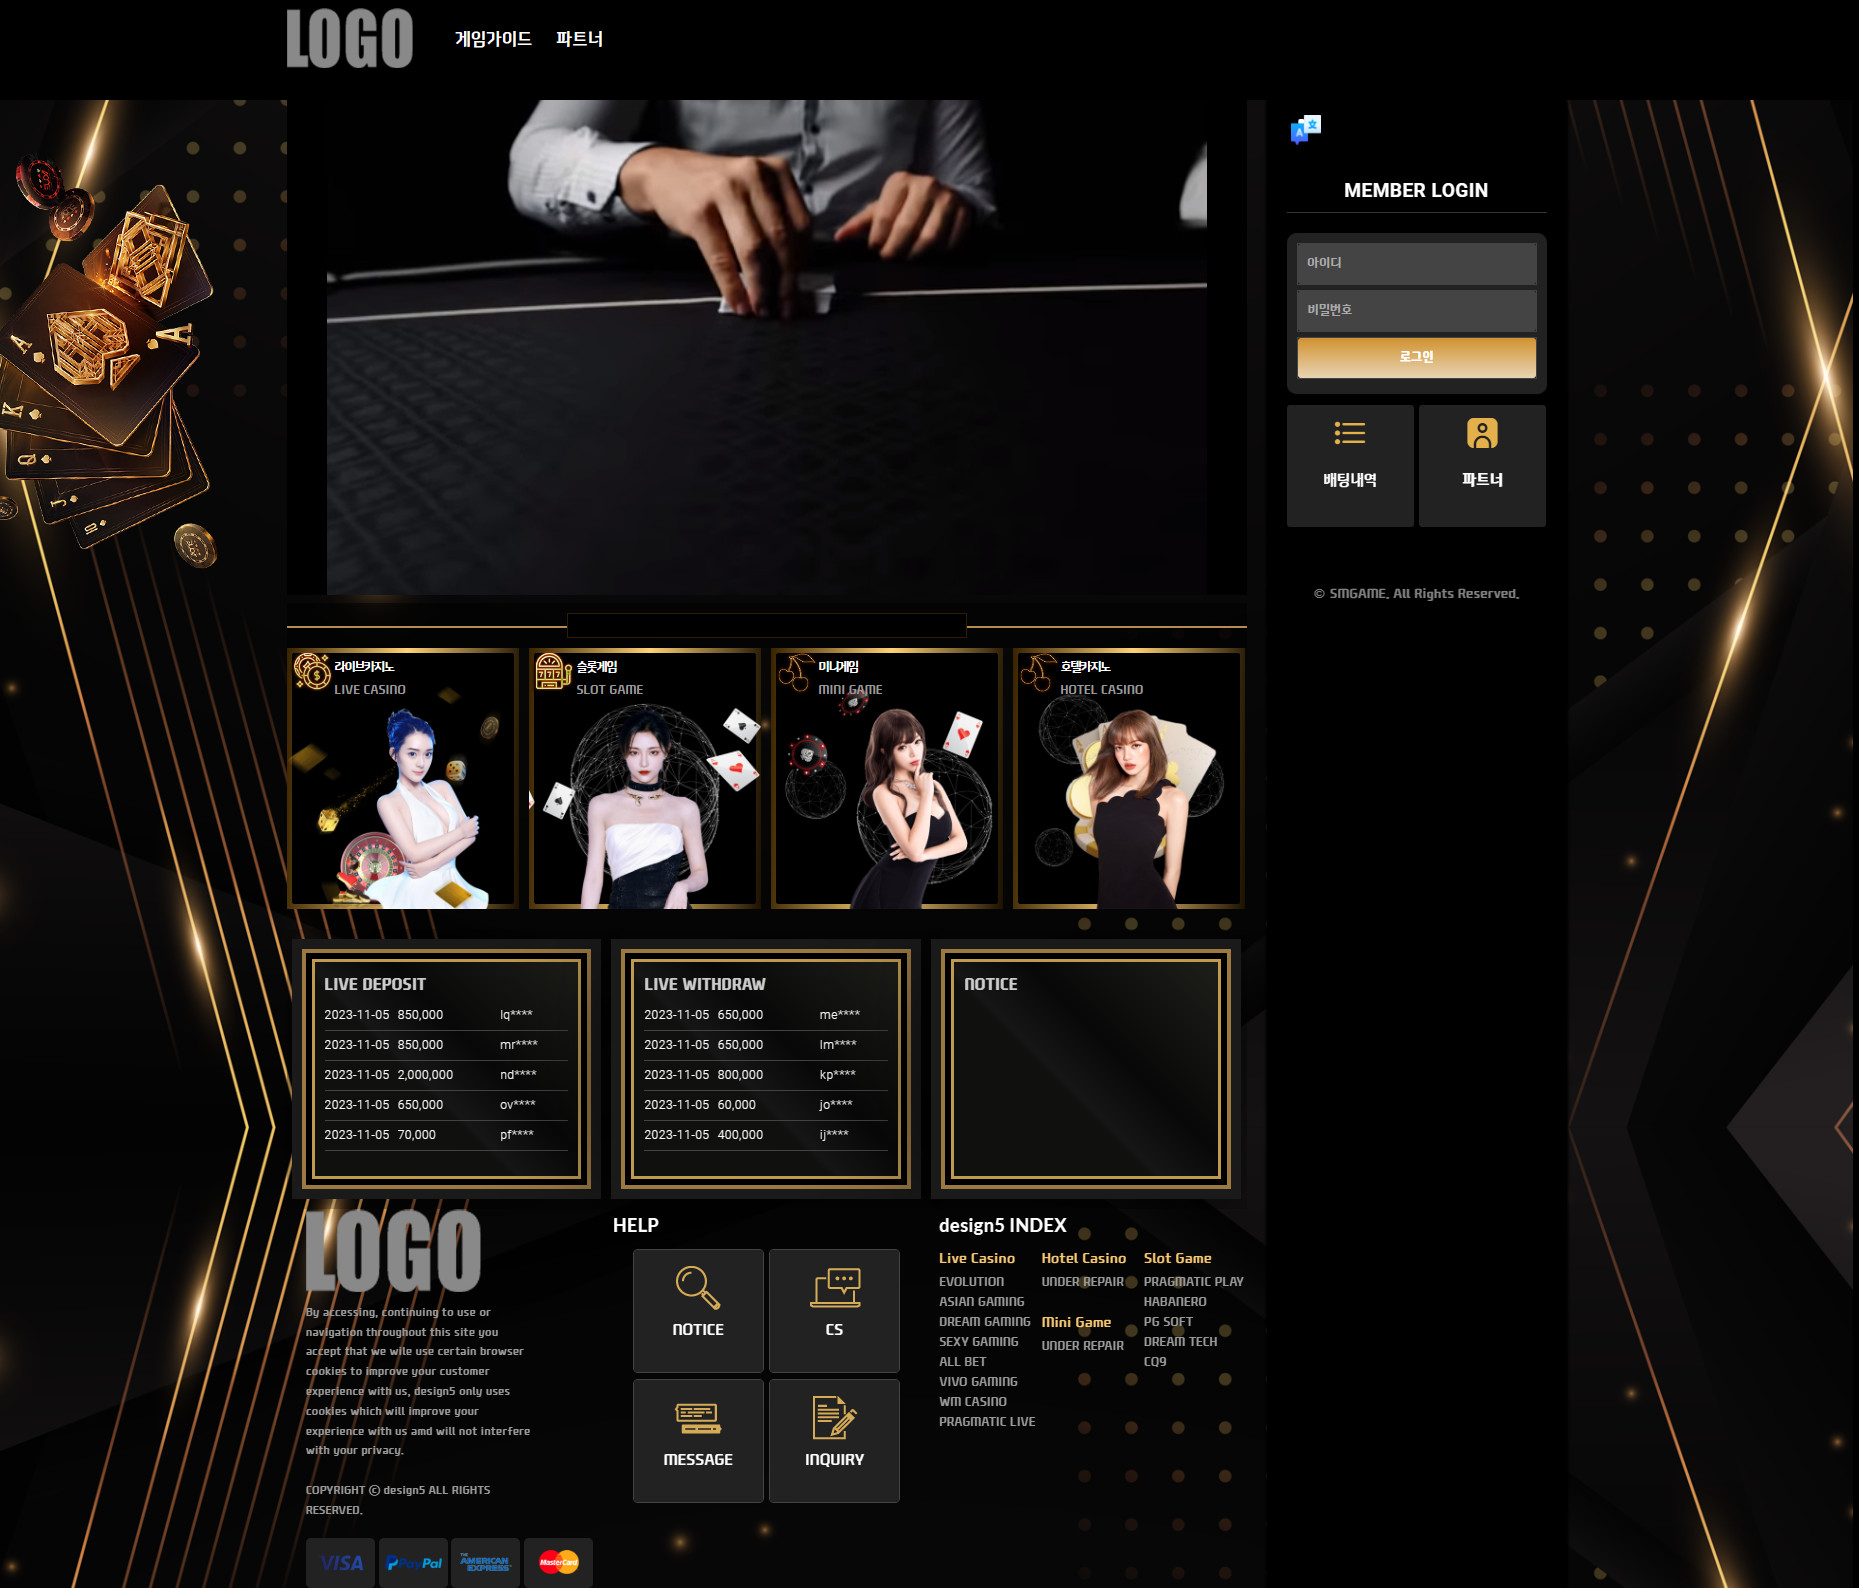 LOGO
게임가이드 파트너
MEMBER LOGIN
아이디
비밀번호
로그인
배팅내역
파트너
© SMGAME. All Rights Reserved.
라이브카지노
LIVE CASINO
슬롯게임
SLOT GAME
미니게임
MINI GAME
호텔카지노
HOTEL CASINO
LIVE DEPOSIT
2023-11-05 850,000 lq****
2023-11-05 850,000 mr****
2023-11-05 2,000,000 nd****
2023-11-05 650,000 ov****
2023-11-05 70,000 pf****
LIVE WITHDRAW
2023-11-05 650,000 me****
2023-11-05 650,000 lm****
2023-11-05 800,000 kp****
2023-11-05 60,000 jo****
2023-11-05 400,000 ij****
NOTICE
LOGO
By accessing, continuing to use or
navigation throughout this site you
accept that we wile use certain browser
cookies to improve your customer
experience with us, design5 only uses
cookies which will improve your
experience with us amd will not interfere
with your privacy.
COPYRIGHT © design5 ALL RIGHTS
RESERVED.
VISA
PayPal
THE
AMERICAN
EXPRESS
MasterCard
HELP
NOTICE
CS
MESSAGE
INQUIRY
design5 INDEX
Live Casino
EVOLUTION
ASIAN GAMING
DREAM GAMING
SEXY GAMING
ALL BET
VIVO GAMING
WM CASINO
PRAGMATIC LIVE
Hotel Casino
UNDER REPAIR
Mini Game
UNDER REPAIR
Slot Game
PRAGMATIC PLAY
HABANERO
PG SOFT
DREAM TECH
CQ9
A
A
K
Q
J
10
777